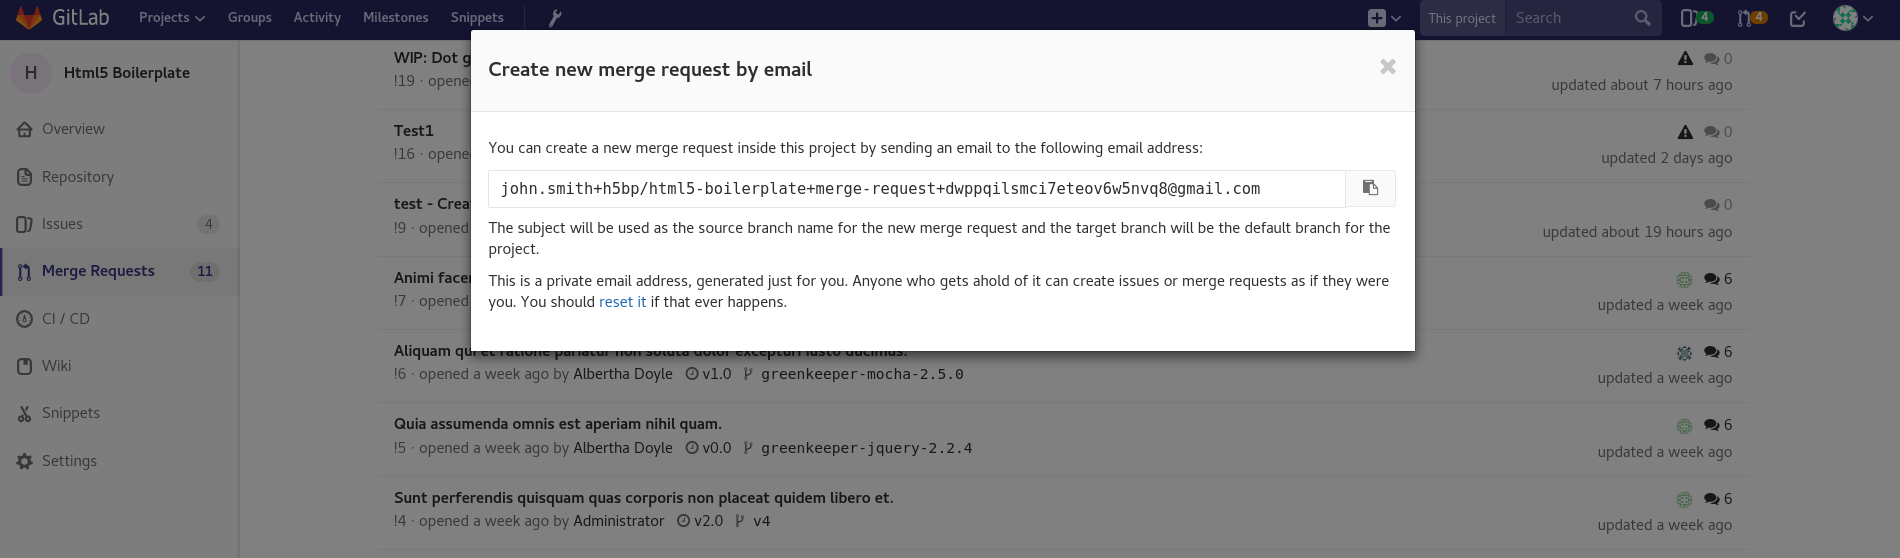 GitLab Projects Groups Activity Milestones Snippets This project Search 4 4
H Html5 Boilerplate
Overview
Repository
Issues 4
Merge Requests 11
CI / CD
Wiki
Snippets
Settings
Create new merge request by email
You can create a new merge request inside this project by sending an email to the following email address:
john.smith+h5bp/html5-boilerplate+merge-request+dwppqilsmci7eteov6w5nvq8@gmail.com
The subject will be used as the source branch name for the new merge request and the target branch will be the default branch for the
project.
This is a private email address, generated just for you. Anyone who gets ahold of it can create issues or merge requests as if they were
you. You should reset it if that ever happens.
WIP: Dot 0
!19 · updated about 7 hours ago
Test1 0
!16 · updated 2 days ago
test - 0
!9 · updated about 19 hours ago
Animi 6
!7 · opened updated a week ago
Aliquam qui et ratione pariatur non soluta dolor excepturi iusto ducimus. 6
!6 · opened a week ago by Albertha Doyle v1.0 greenkeeper-mocha-2.5.0 updated a week ago
Quia assumenda omnis est aperiam nihil quam. 6
!5 · opened a week ago by Albertha Doyle v0.0 greenkeeper-jquery-2.2.4 updated a week ago
Sunt perferendis quisquam quas corporis non placeat quidem libero et. 6
!4 · opened a week ago by Administrator v2.0 v4 updated a week ago